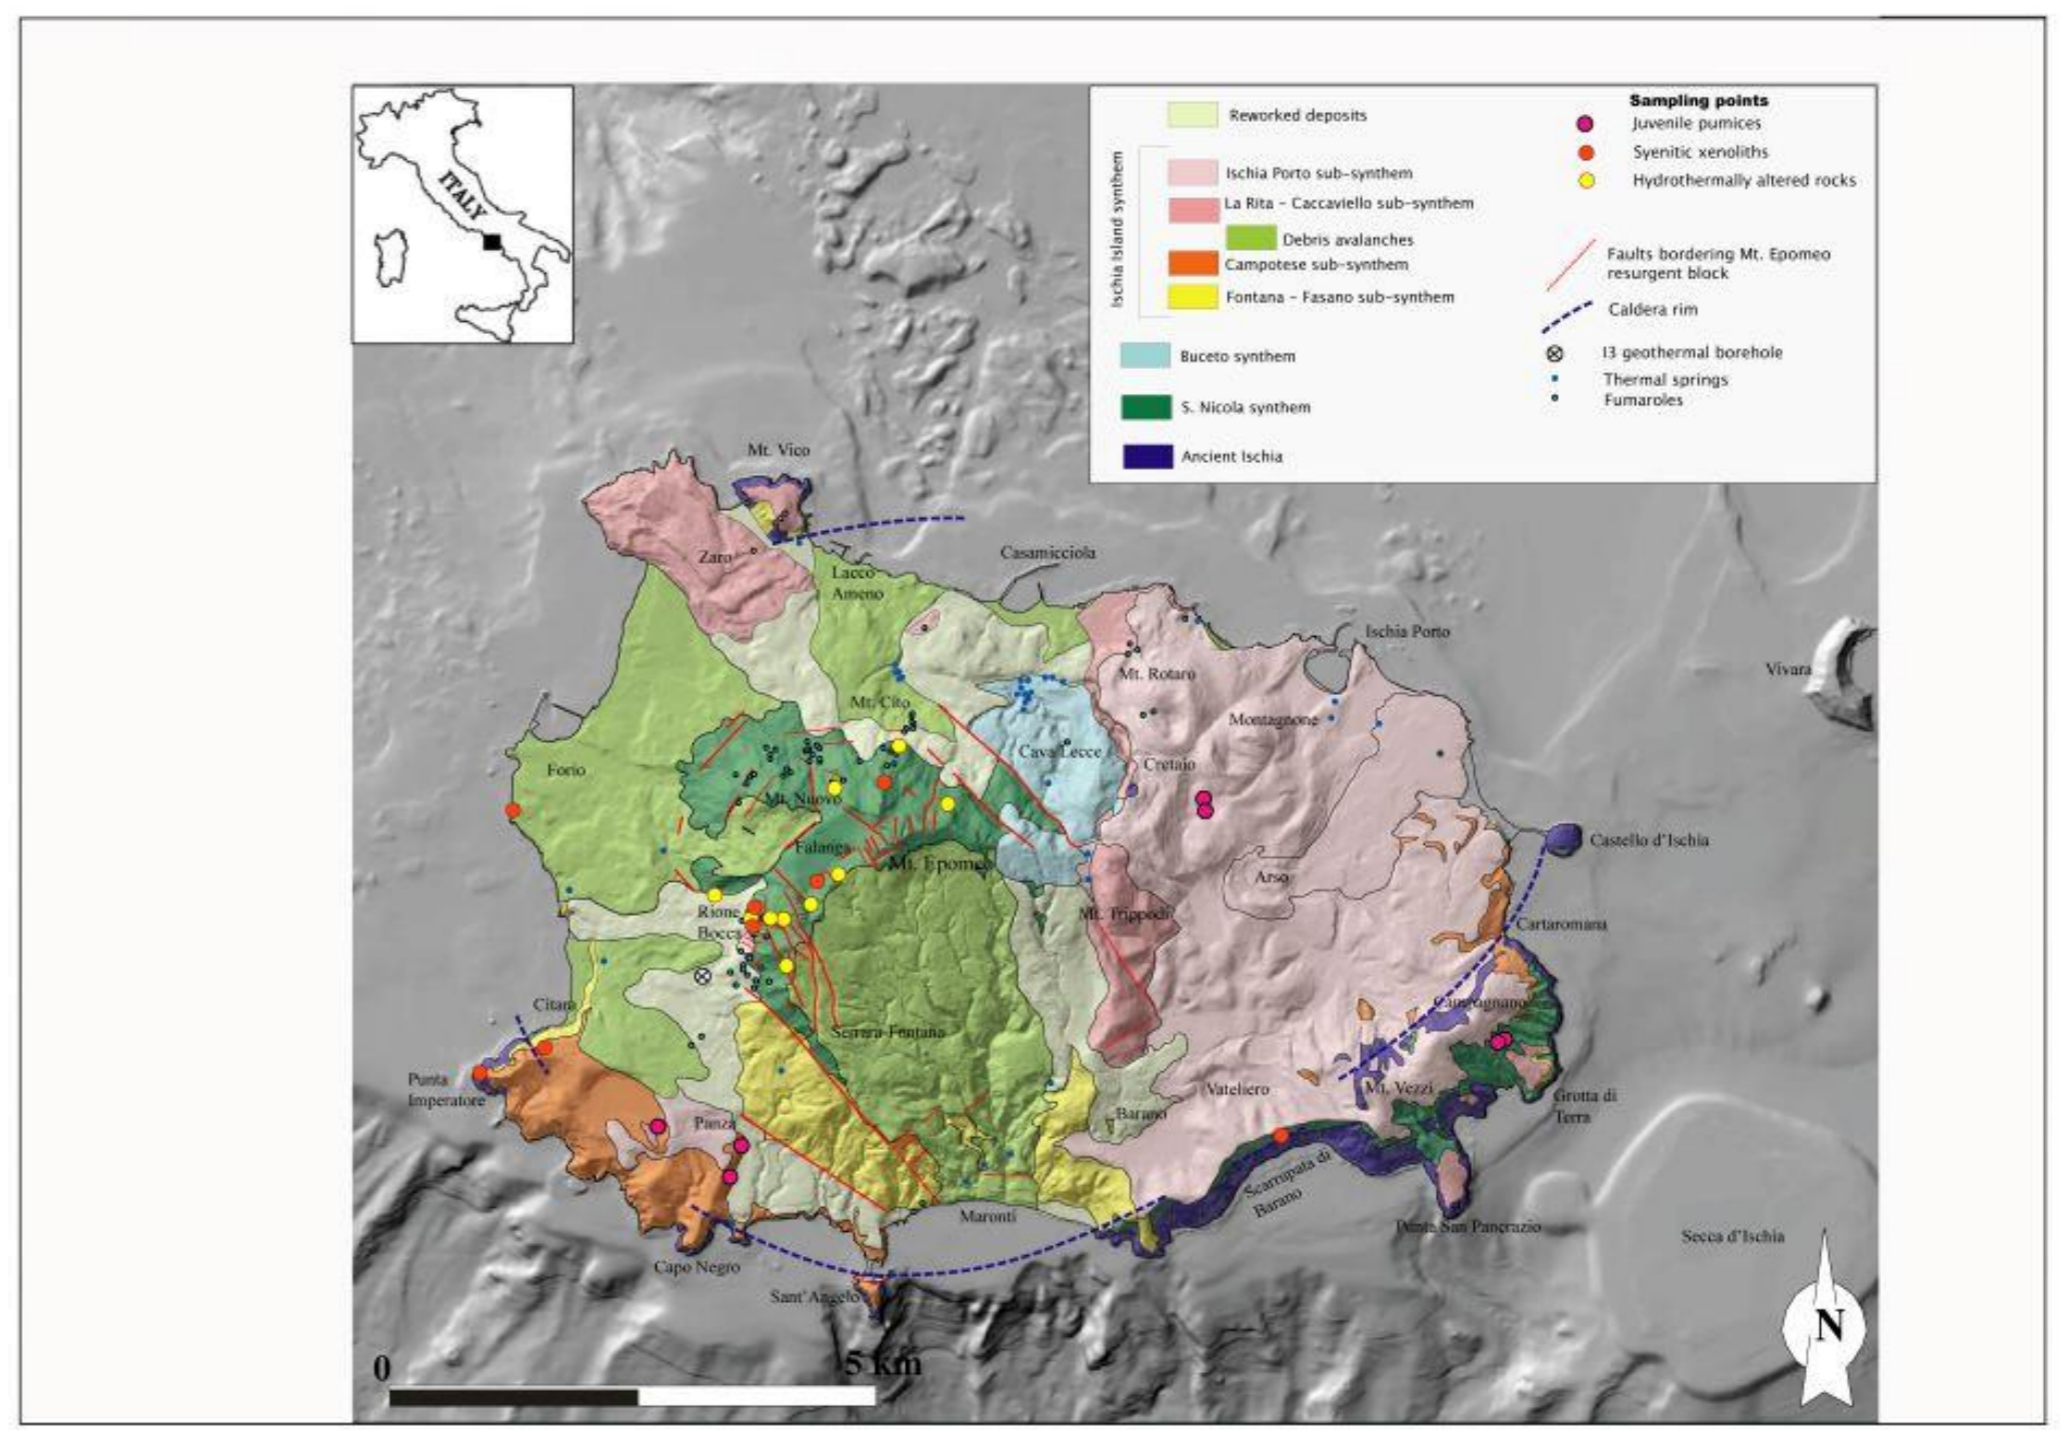 ITALY
Reworked deposits
Ischia Island synthem
Ischia Porto sub-synthem
La Rita - Caccaviello sub-synthem
Debris avalanches
Campotese sub-synthem
Fontana - Fasano sub-synthem
Buceto synthem
S. Nicola synthem
Ancient Ischia
Sampling points
Juvenile pumices
Syenitic xenoliths
Hydrothermally altered rocks
Faults bordering Mt. Epomeo
resurgent block
Caldera rim
I3 geothermal borehole
Thermal springs
Fumaroles
Mt. Vico
Zaro
Casamicciola
Lacco
Ameno
Ischia Porto
Vivara
Mt. Rotaro
Mt. Cito
Montagnone
Cava Lecce
Cretaio
Forio
Mt. Nuovo
Castello d'Ischia
Falanga
Mt. Epomeo
Arso
Rione
Bocca
Mt. Trippodi
Cartaromana
Citara
Campagnano
Serrara Fontana
Punta
Imperatore
Vateliero
Mt. Vezzi
Grotta di
Terra
Panza
Barano
Scarrupata di
Barano
Maronti
Punta San Pancrazio
Secca d'Ischia
Capo Negro
Sant'Angelo
N
0
5 km